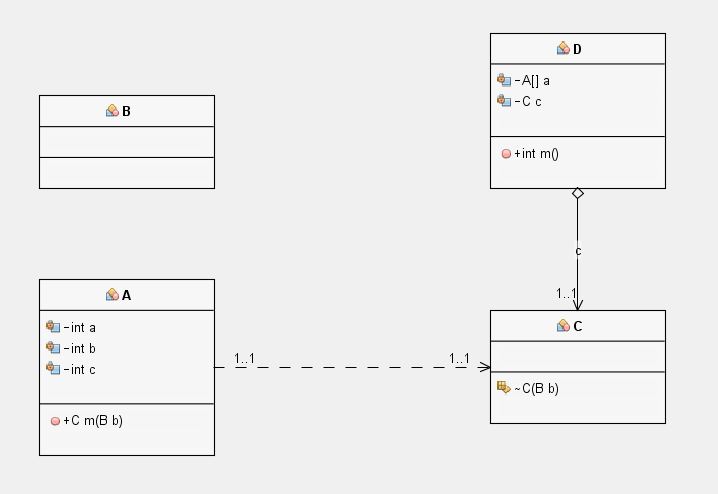 B
D
-A[] a
-C c
+int m()
c
1..1
A
-int a
-int b
-int c
+C m(B b)
1..1
1..1
C
~C(B b)